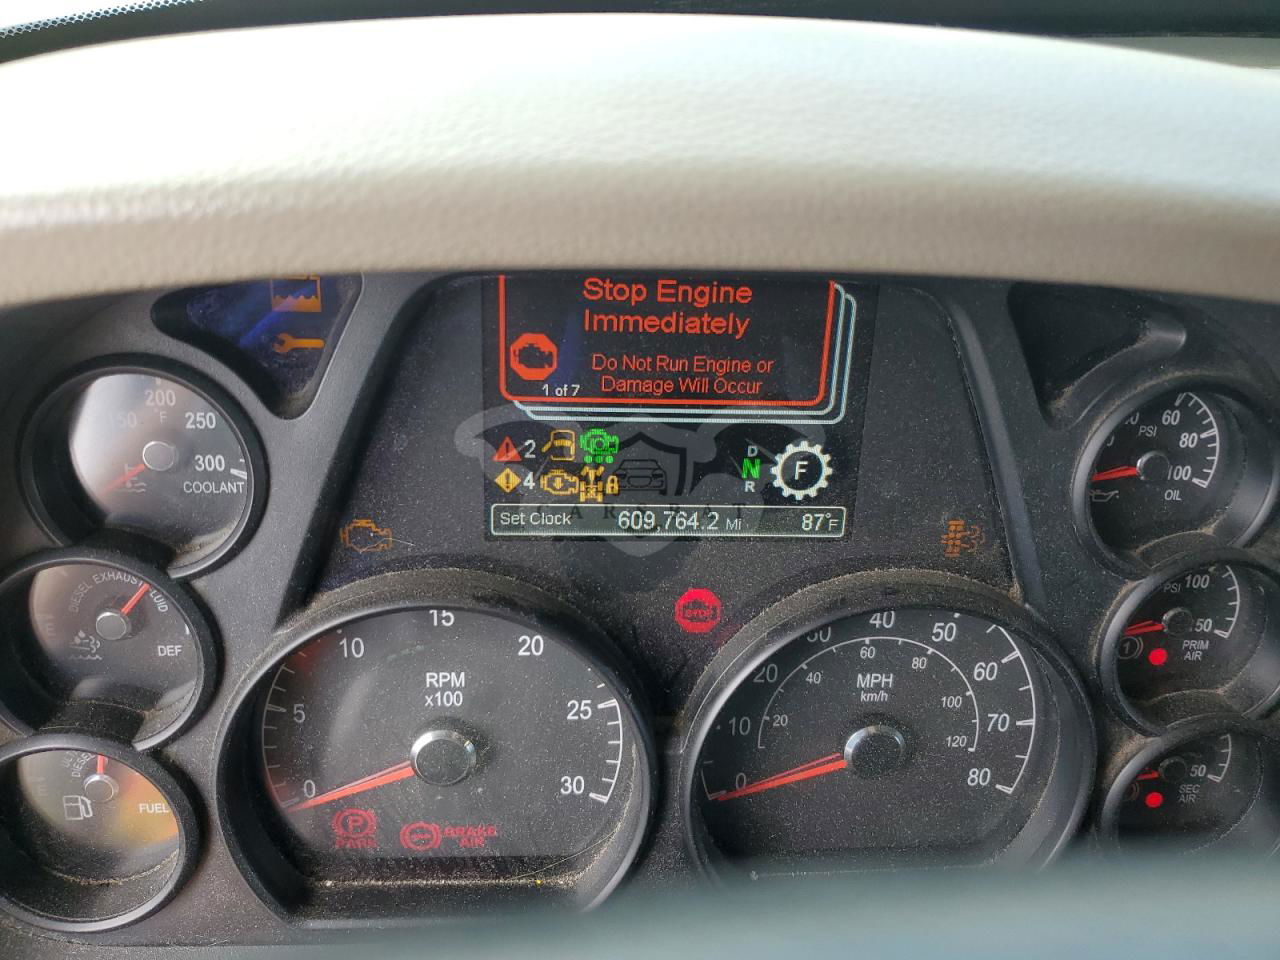 Stop Engine
Immediately
Do Not Run Engine or
Damage Will Occur
1 of 7
2
4
D
N
R
F
Set Clock
609,764.2 Mi
87°F
200
250
300
°F
COOLANT
DIESEL EXHAUST FLUID
DEF
DIESEL
FUEL
0
5
10
15
20
25
30
RPM
x100
PARK
BRAKE
AIR
STOP
0
10
20
30
40
50
60
70
80
MPH
km/h
20
40
60
80
100
120
60
80
100
PSI
OIL
PSI
100
150
PRIM
AIR
1
SEC
AIR